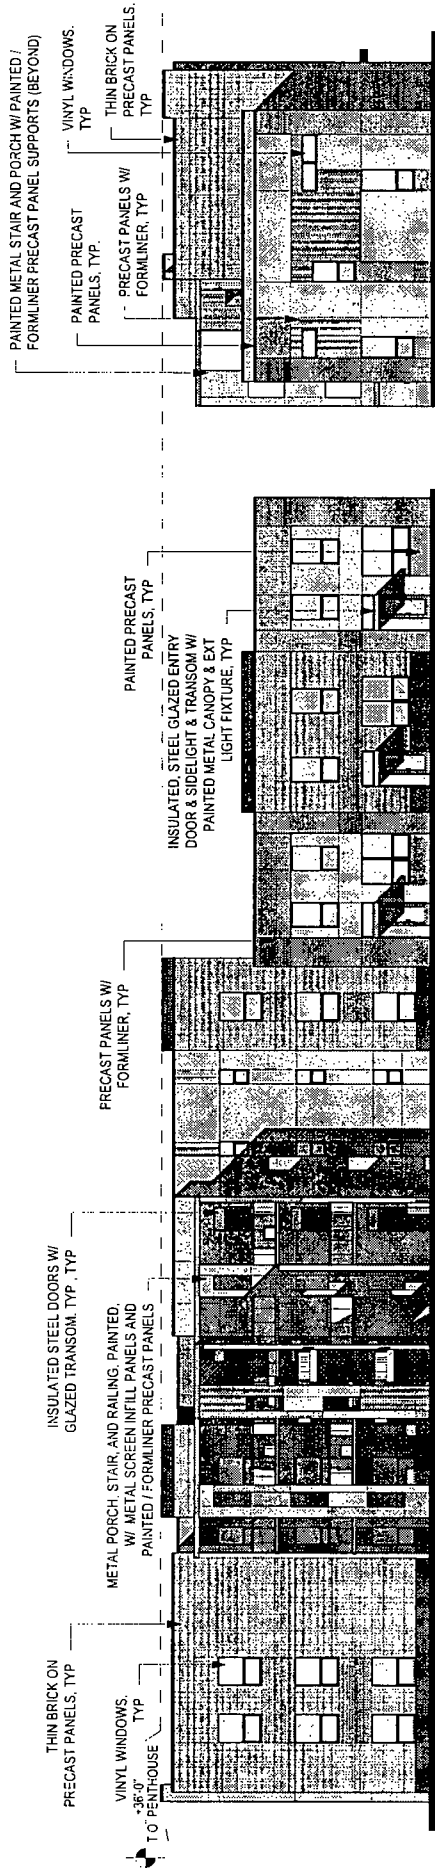 THIN BRICK ON
PRECAST PANELS, TYP
VINYL WINDOWS,
TYP
+36'-0"
T.O. PENTHOUSE
INSULATED STEEL DOORS W/
GLAZED TRANSOM, TYP , TYP
METAL PORCH, STAIR, AND RAILING, PAINTED,
W/ METAL SCREEN INFILL PANELS AND
PAINTED / FORMLINER PRECAST PANELS
PRECAST PANELS W/
FORMLINER, TYP
INSULATED, STEEL GLAZED ENTRY
DOOR & SIDELIGHT & TRANSOM W/
PAINTED METAL CANOPY & EXT
LIGHT FIXTURE, TYP
PAINTED PRECAST
PANELS, TYP
PAINTED METAL STAIR AND PORCH W/ PAINTED /
FORMLINER PRECAST PANEL SUPPORTS (BEYOND)
PAINTED PRECAST
PANELS, TYP.
PRECAST PANELS W/
FORMLINER, TYP
VINYL WINDOWS.
TYP
THIN BRICK ON
PRECAST PANELS.
TYP